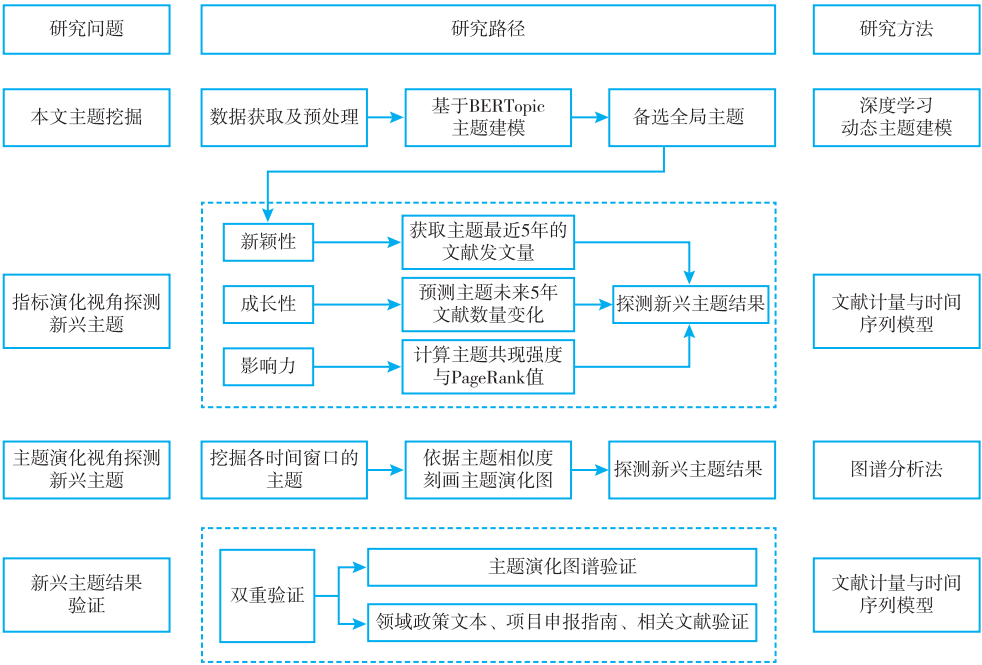 研究问题
研究路径
研究方法
本文主题挖掘
数据获取及预处理
基于BERTopic
主题建模
备选全局主题
深度学习
动态主题建模
指标演化视角探测
新兴主题
新颖性
获取主题最近5年的
文献发文量
成长性
预测主题未来5年
文献数量变化
影响力
计算主题共现强度
与PageRank值
探测新兴主题结果
文献计量与时间
序列模型
主题演化视角探测
新兴主题
挖掘各时间窗口的
主题
依据主题相似度
刻画主题演化图
探测新兴主题结果
图谱分析法
新兴主题结果
验证
双重验证
主题演化图谱验证
领域政策文本、项目申报指南、相关文献验证
文献计量与时间
序列模型